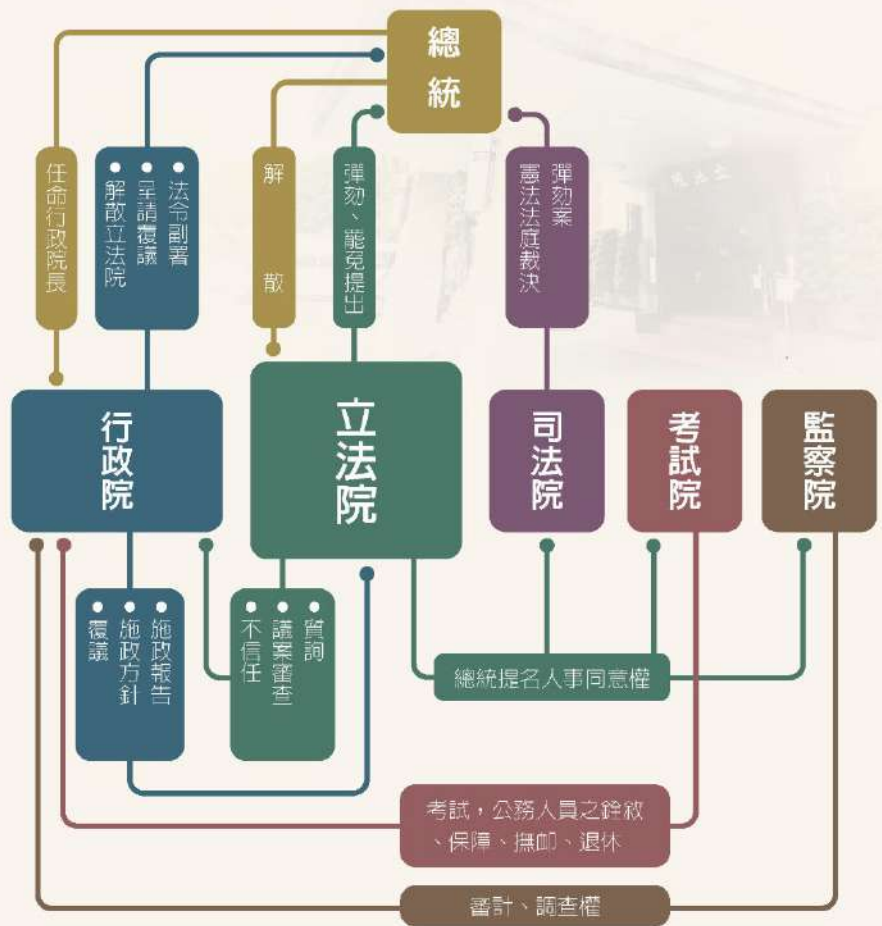 總統
任命行政院長
法令副署
呈請覆議
解散立法院
解散
彈劾、罷免提出
彈劾案
憲法法庭裁決
行政院
立法院
司法院
考試院
監察院
施政報告
施政方針
覆議
質詢
議案審查
不信任
總統提名人事同意權
考試，公務人員之銓敘
、保障、撫卹、退休
審計、調查權